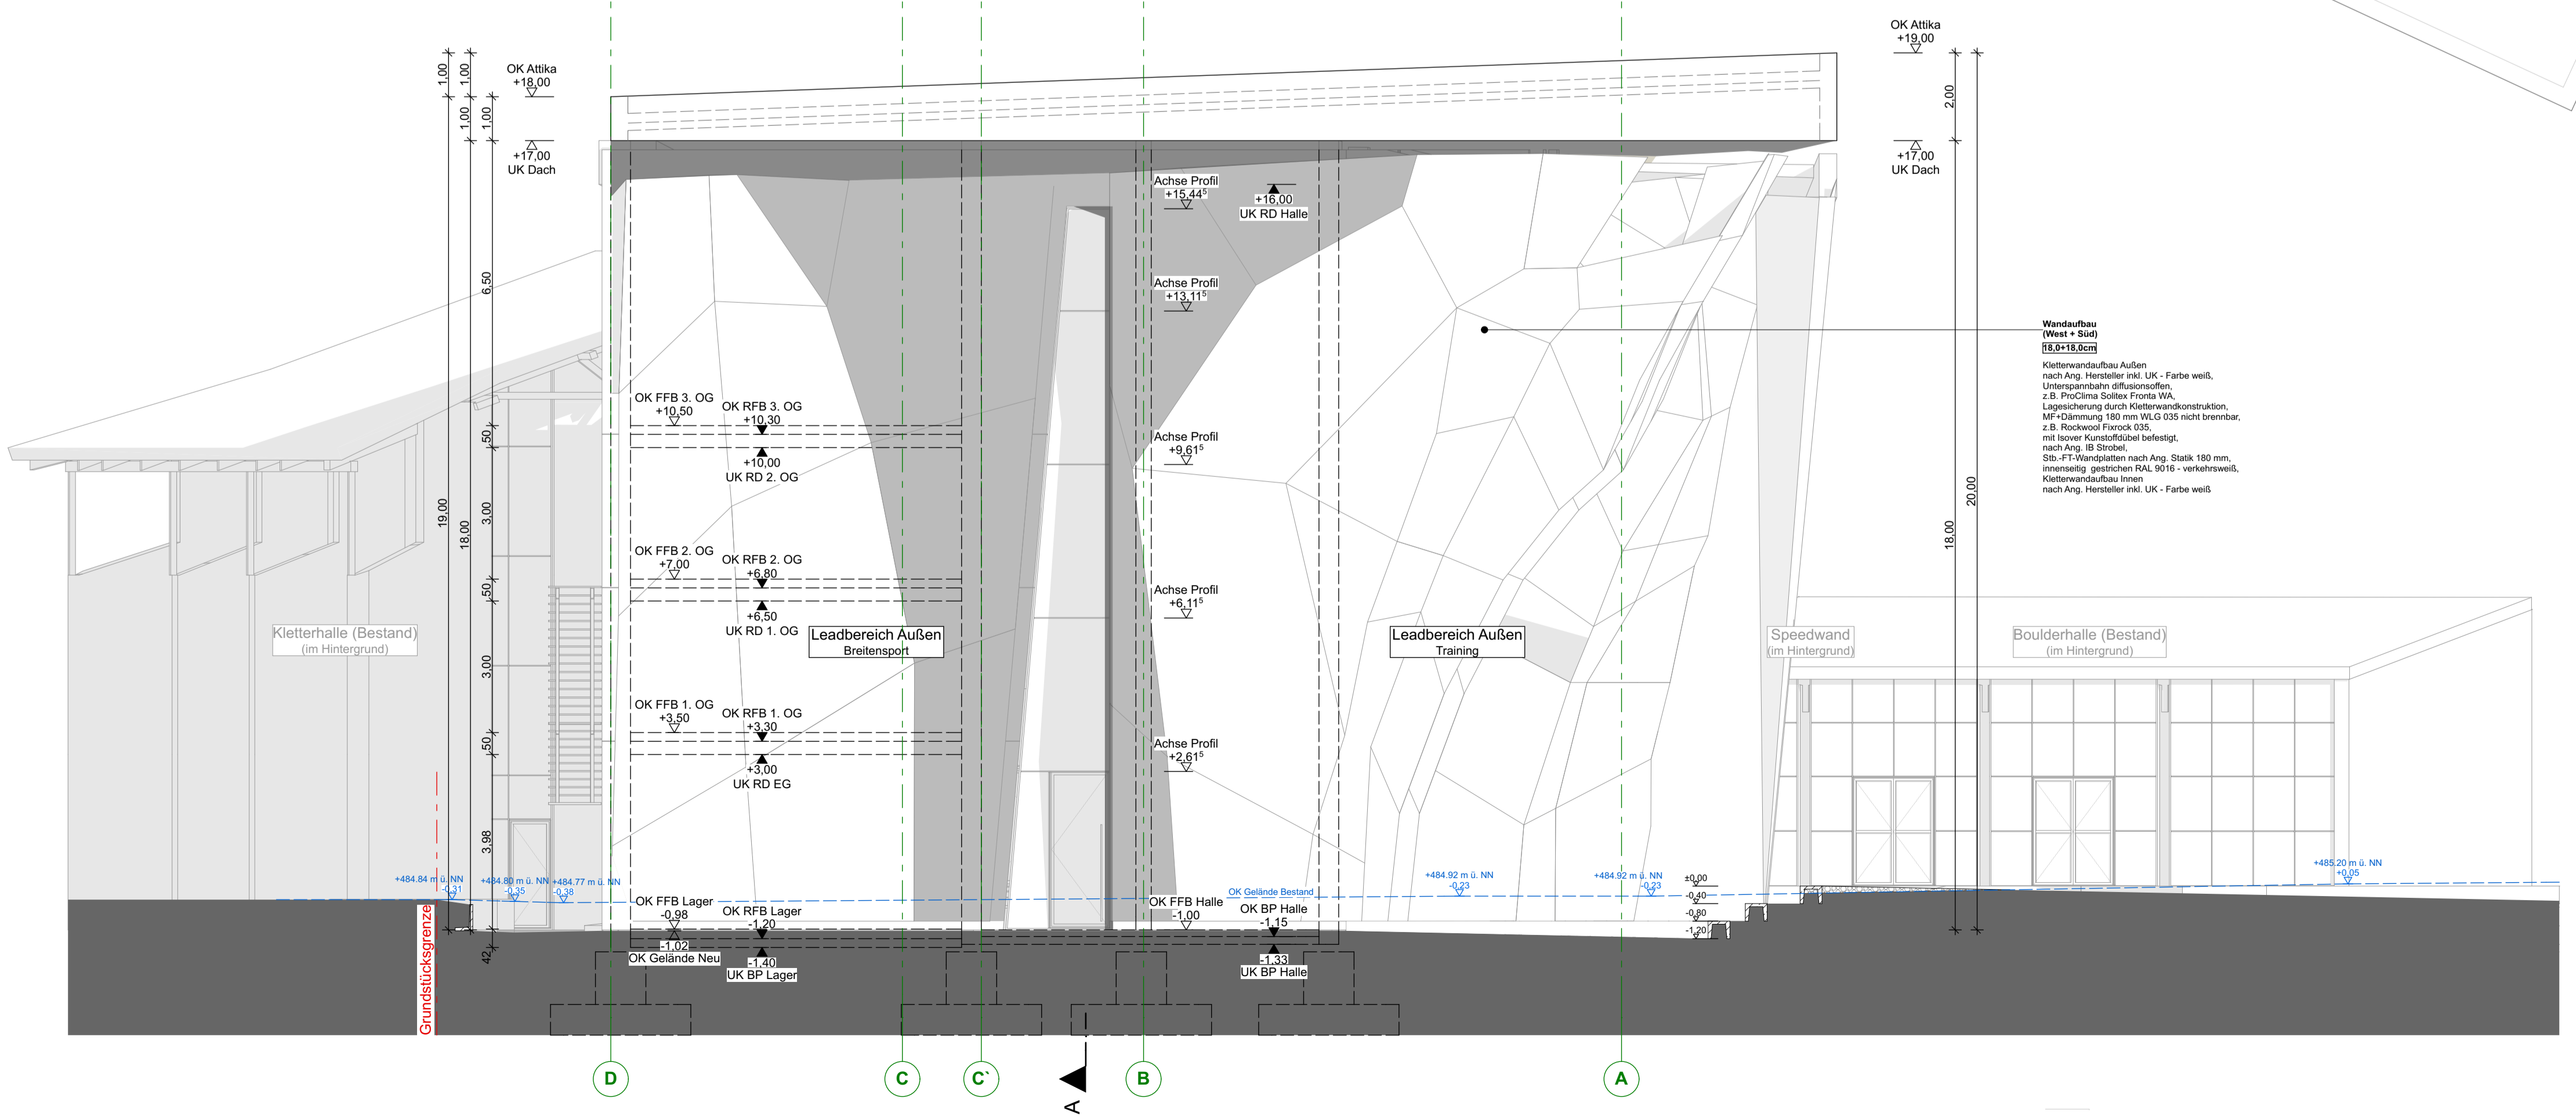 OK Attika
+19,00
OK Attika
+18,00
1,00
1,00
1,00
1,00
2,00
+17,00
UK Dach
+17,00
UK Dach
Achse Profil
+15,44⁵
+16,00
UK RD Halle
Achse Profil
+13,11⁵
6,50
Wandaufbau
(West + Süd)
18,0+18,0cm
Kletterwandaufbau Außen
nach Ang. Hersteller inkl. UK - Farbe weiß,
Unterspannbahn diffusionsoffen,
z.B. ProClima Solitex Fronta WA,
Lagesicherung durch Kletterwandkonstruktion,
MF+Dämmung 180 mm WLG 035 nicht brennbar,
z.B. Rockwool Fixrock 035,
mit Isover Kunstoffdübel befestigt,
nach Ang. IB Strobel,
Stb.-FT-Wandplatten nach Ang. Statik 180 mm,
innenseitig gestrichen RAL 9016 - verkehrsweiß,
Kletterwandaufbau Innen
nach Ang. Hersteller inkl. UK - Farbe weiß
OK FFB 3. OG
+10,50
OK RFB 3. OG
+10,30
50
+10,00
UK RD 2. OG
Achse Profil
+9,61⁵
19,00
18,00
3,00
20,00
18,00
OK FFB 2. OG
+7,00
OK RFB 2. OG
+6,80
50
+6,50
UK RD 1. OG
Achse Profil
+6,11⁵
Kletterhalle (Bestand)
(im Hintergrund)
Leadbereich Außen
Breitensport
Leadbereich Außen
Training
Speedwand
(im Hintergrund)
Boulderhalle (Bestand)
(im Hintergrund)
3,00
OK FFB 1. OG
+3,50
OK RFB 1. OG
+3,30
50
+3,00
UK RD EG
Achse Profil
+2,61⁵
3,98
+484.84 m ü. NN
-0,31
+484.80 m ü. NN
-0,35
+484.77 m ü. NN
-0,38
OK Gelände Bestand
+484.92 m ü. NN
-0,23
+484.92 m ü. NN
-0,23
+485.20 m ü. NN
+0,05
±0,00
-0,40
-0,80
-1,20
OK FFB Lager
-0,98
OK RFB Lager
-1,20
OK FFB Halle
-1,00
OK BP Halle
-1,15
-1,02
OK Gelände Neu
-1,40
UK BP Lager
-1,33
UK BP Halle
42
Grundstücksgrenze
D
C
C`
B
A
A